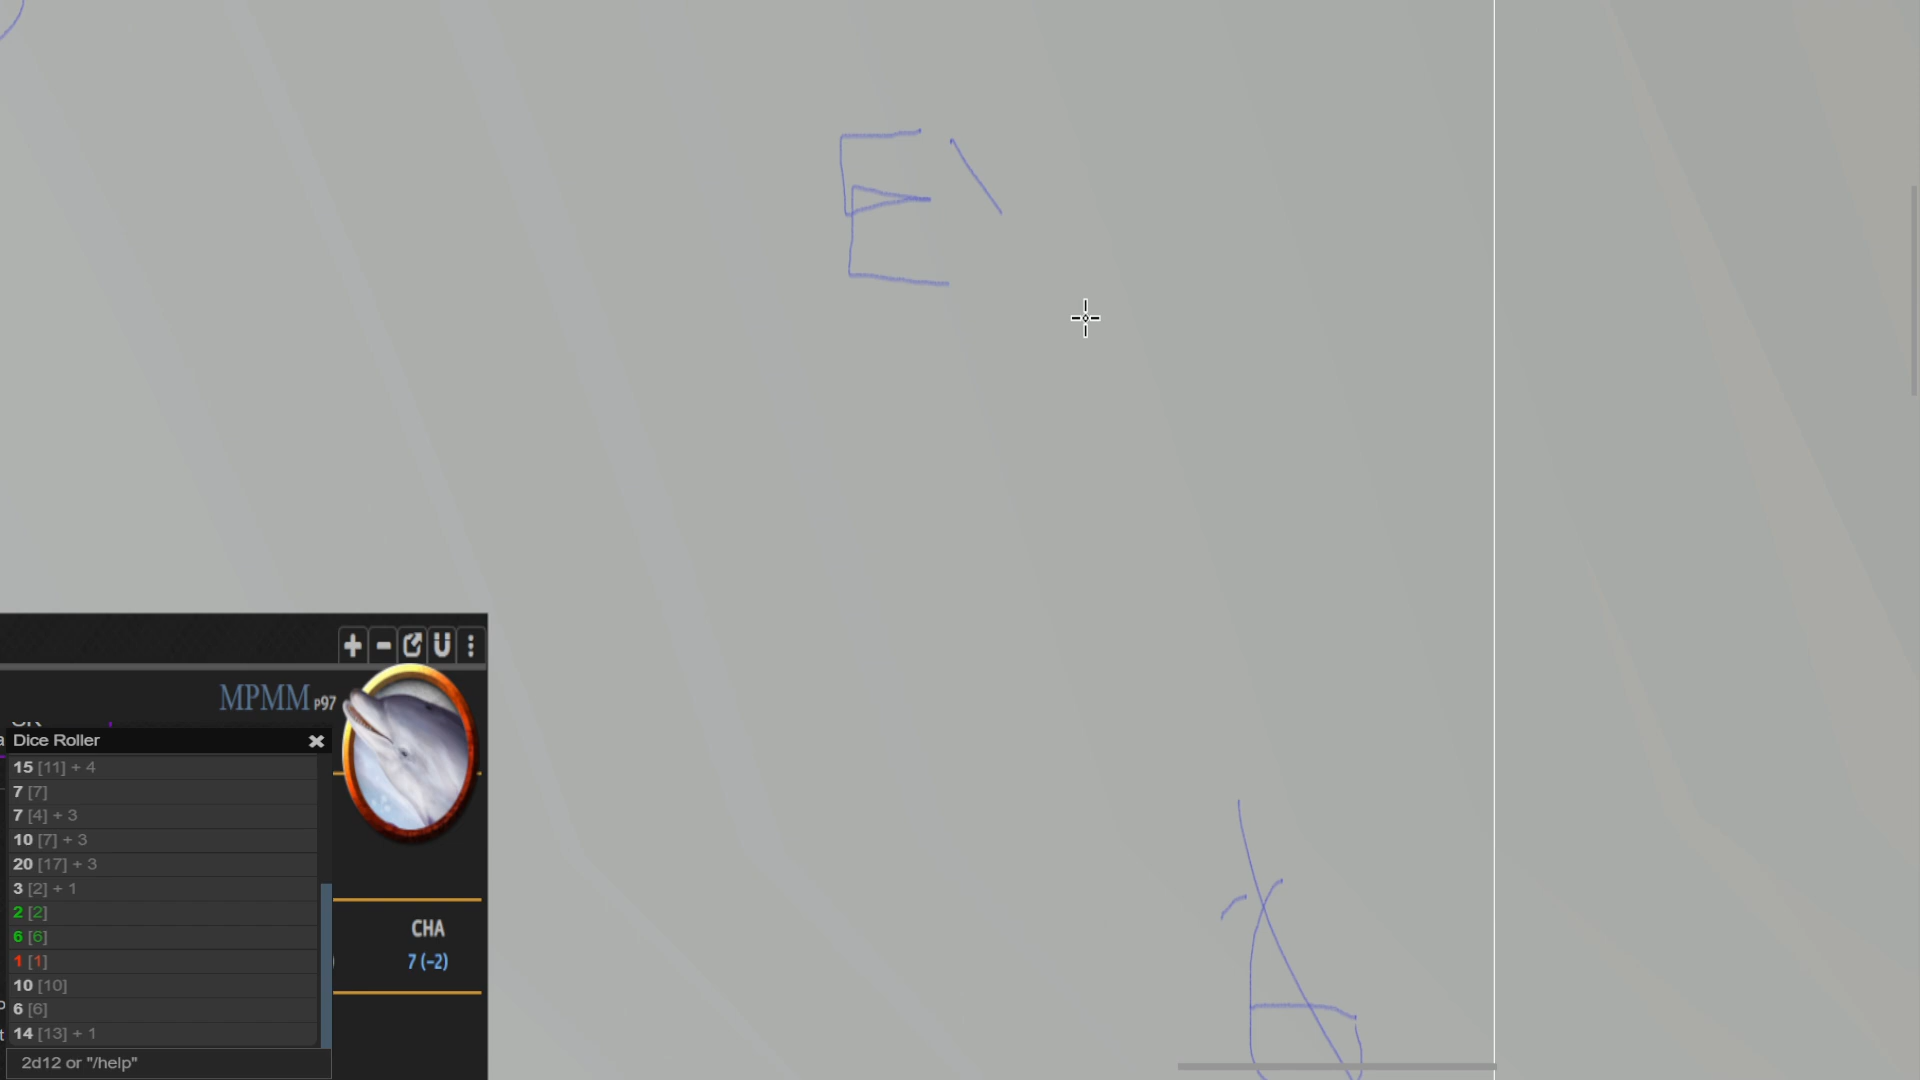 E\
MPMM p97
Dice Roller
15 [11] + 4
7 [7]
7 [4] + 3
10 [7] + 3
20 [17] + 3
3 [2] + 1
2 [2]
6 [6]
1 [1]
10 [10]
6 [6]
14 [13] + 1
2d12 or "/help"
CHA
7 (−2)